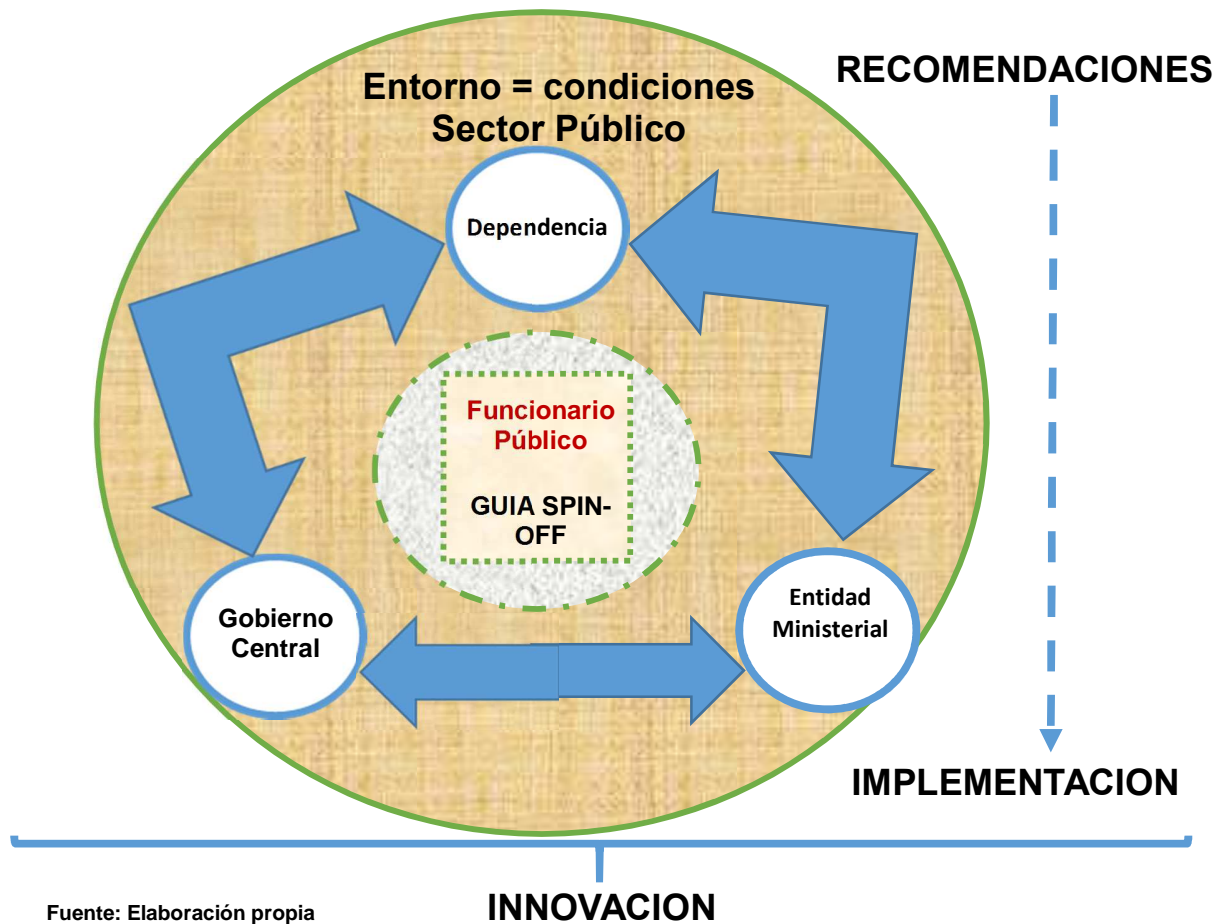 RECOMENDACIONES
Entorno = condiciones
Sector Público
Dependencia
Funcionario
Público
GUIA SPIN-
OFF
Gobierno
Central
Entidad
Ministerial
IMPLEMENTACION
INNOVACION
Fuente: Elaboración propia